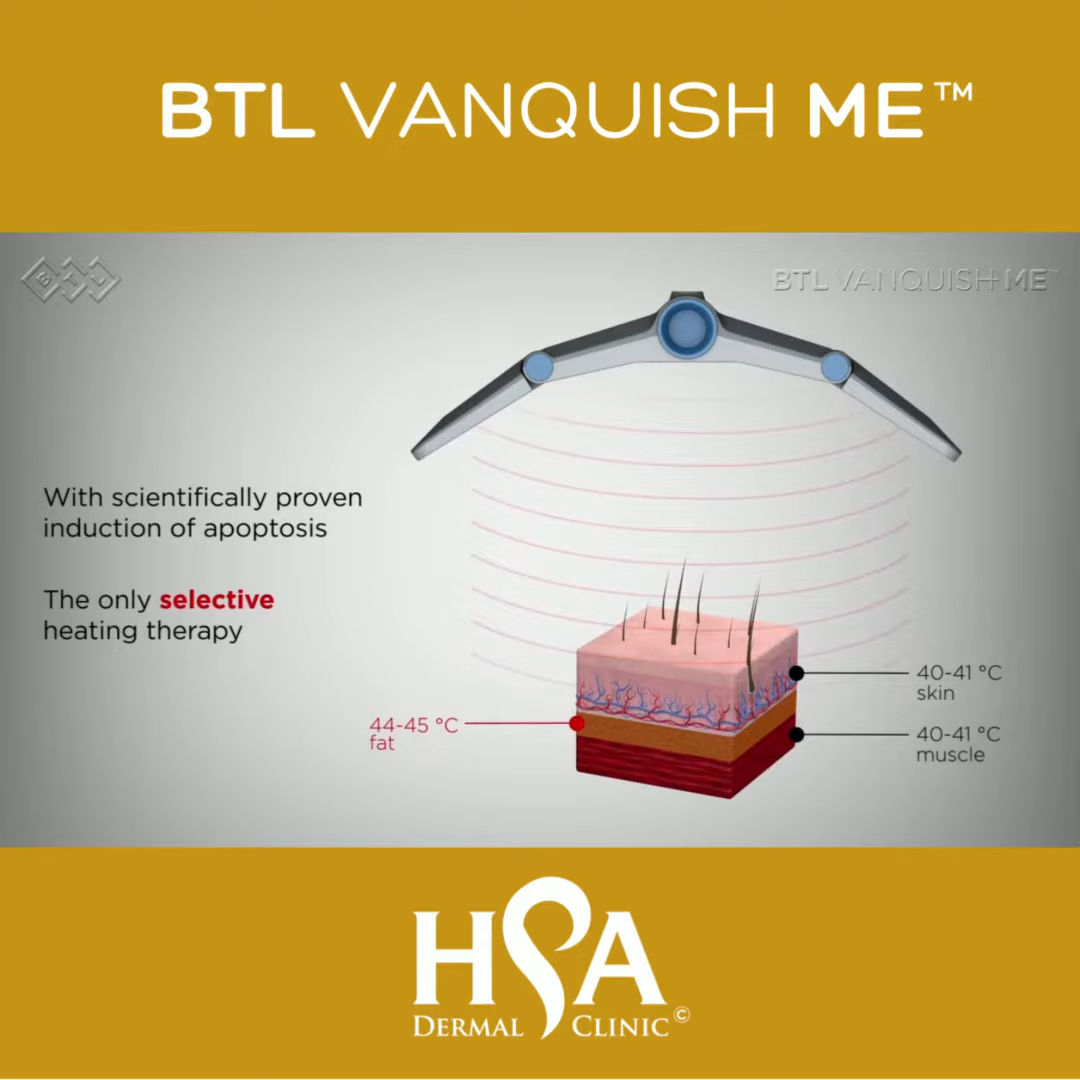 BTL VANQUISH ME™
BTL
BTL VANQUISH ME™
With scientifically proven
induction of apoptosis
The only selective
heating therapy
40-41 °C
skin
44-45 °C
fat
40-41 °C
muscle
HSA
DERMAL CLINIC©